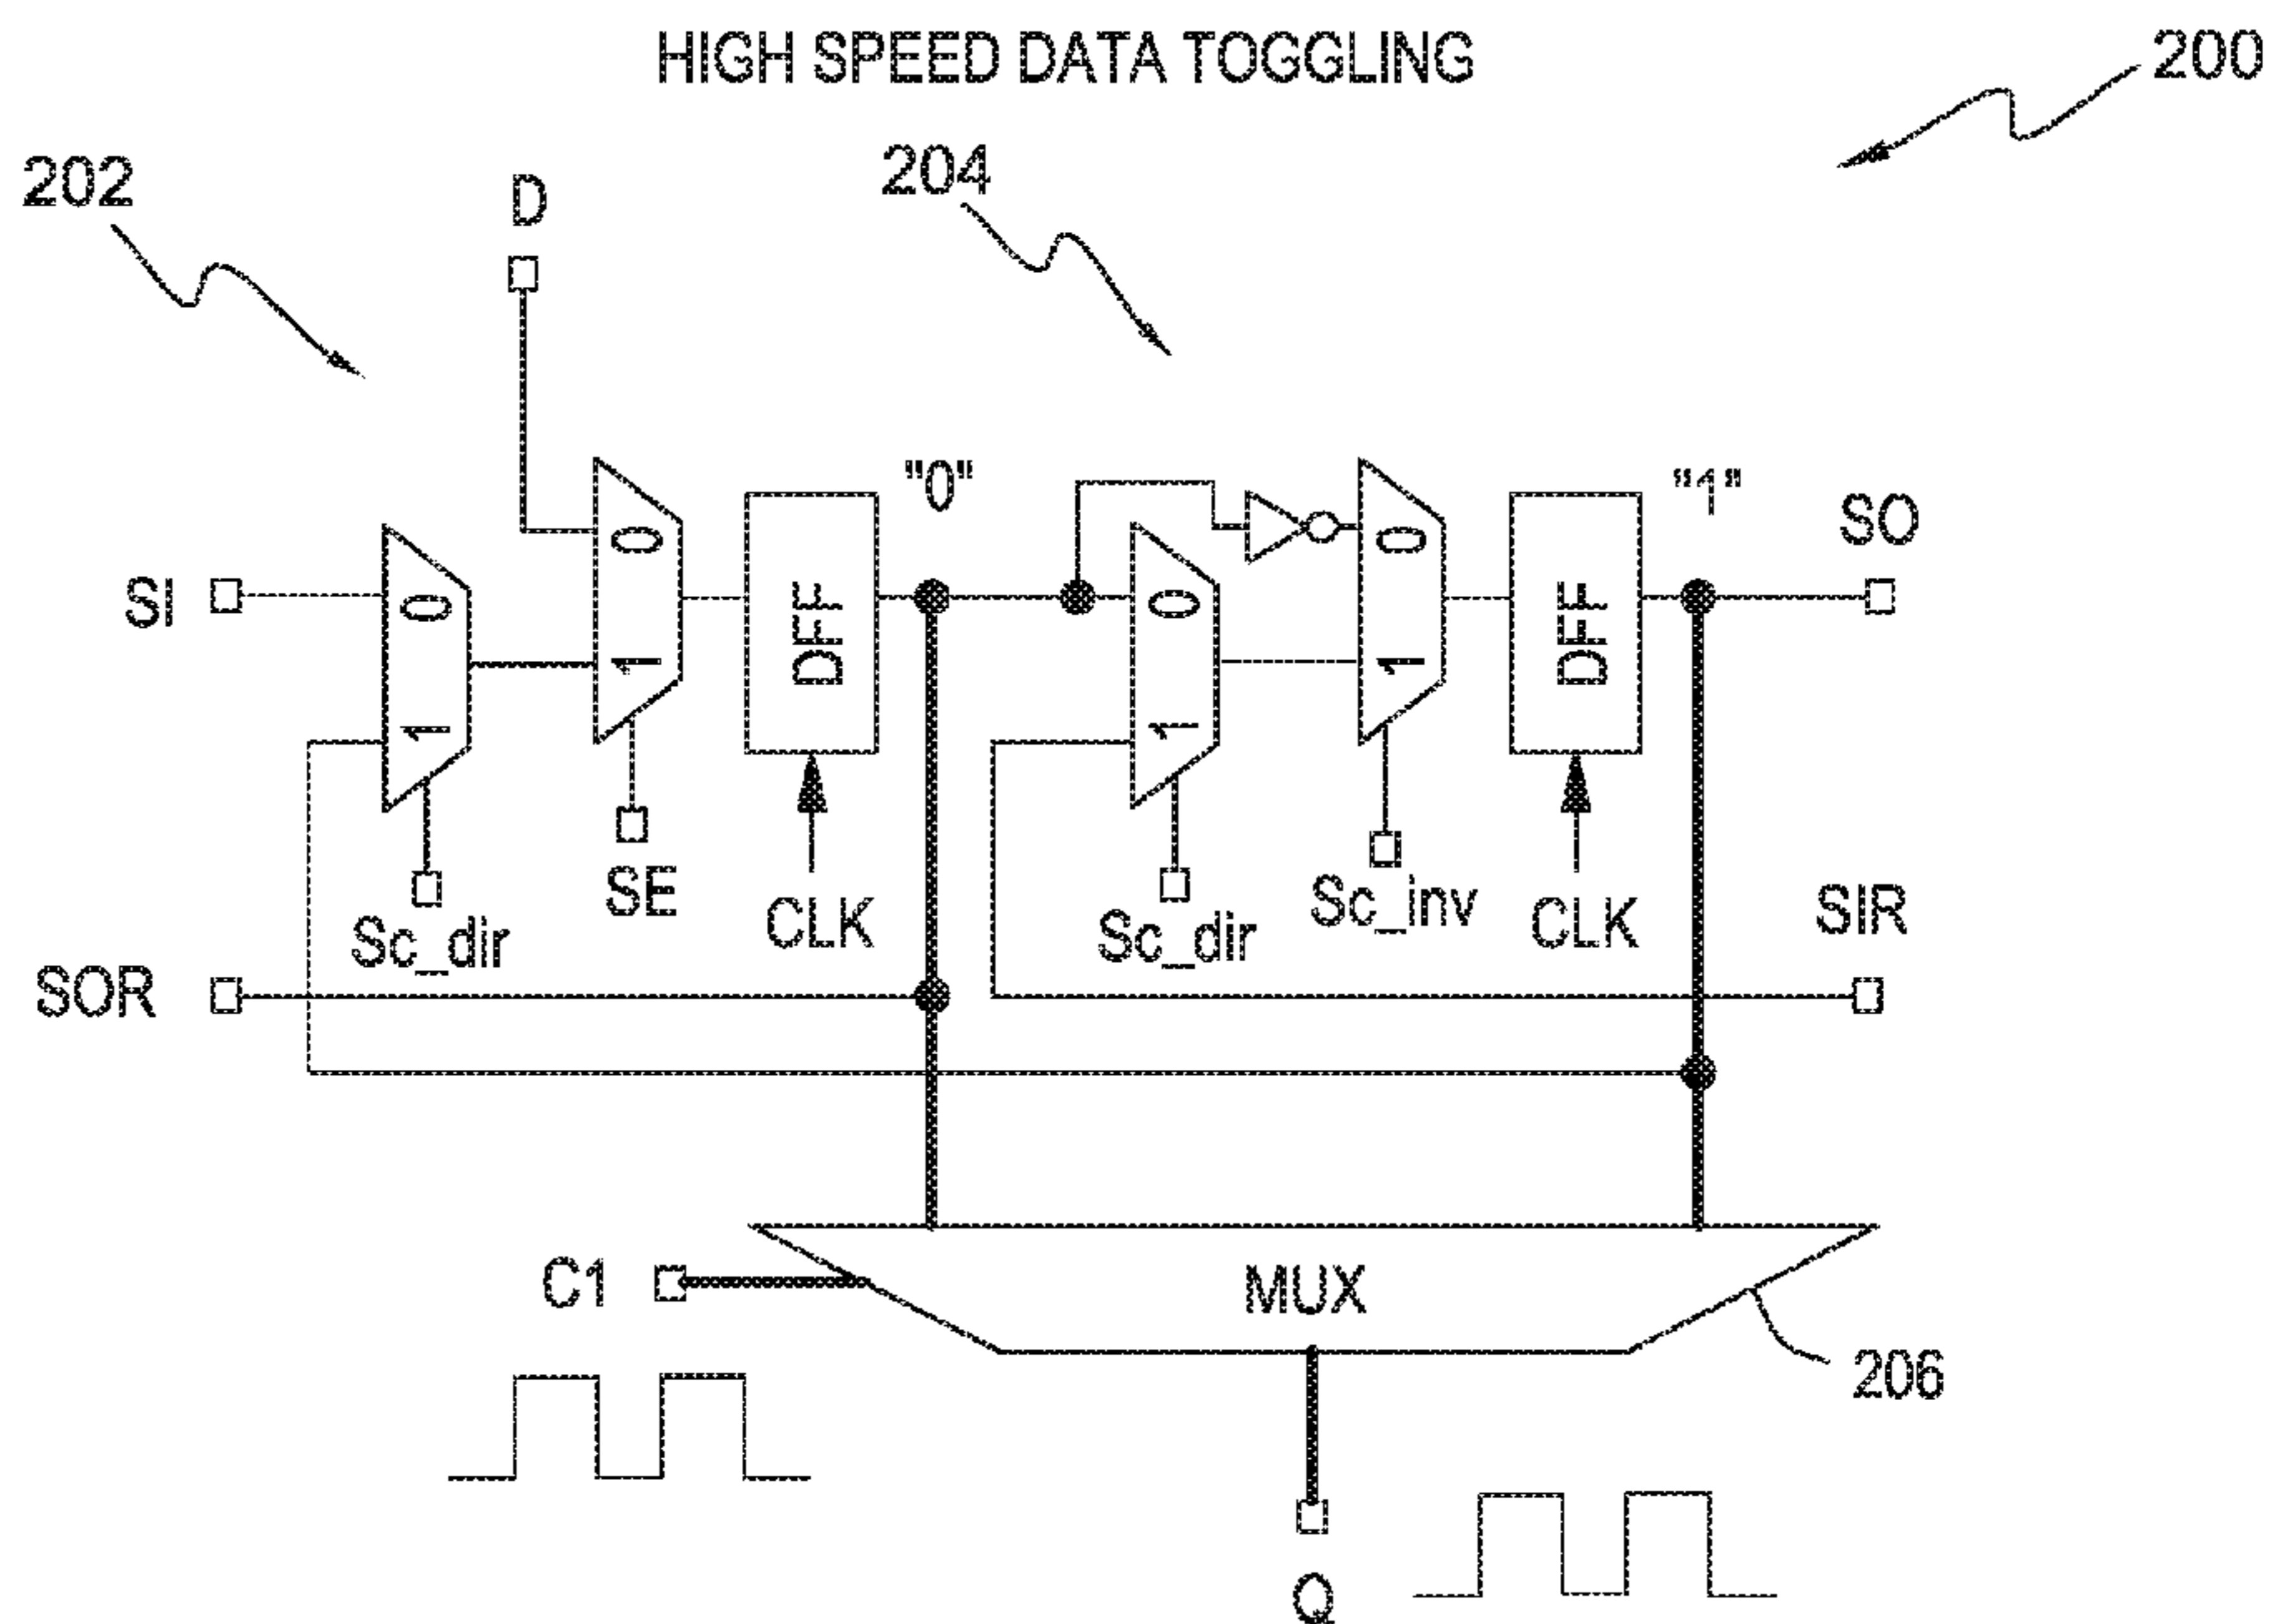 HIGH SPEED DATA TOGGLING
200
202
D
204
"0"
"1"
SO
SI
0
1
0
1
DFF
0
1
0
1
DFF
SE
CLK
Sc_dir
Sc_dir
Sc_inv
CLK
SIR
SOR
C1
MUX
206
Q